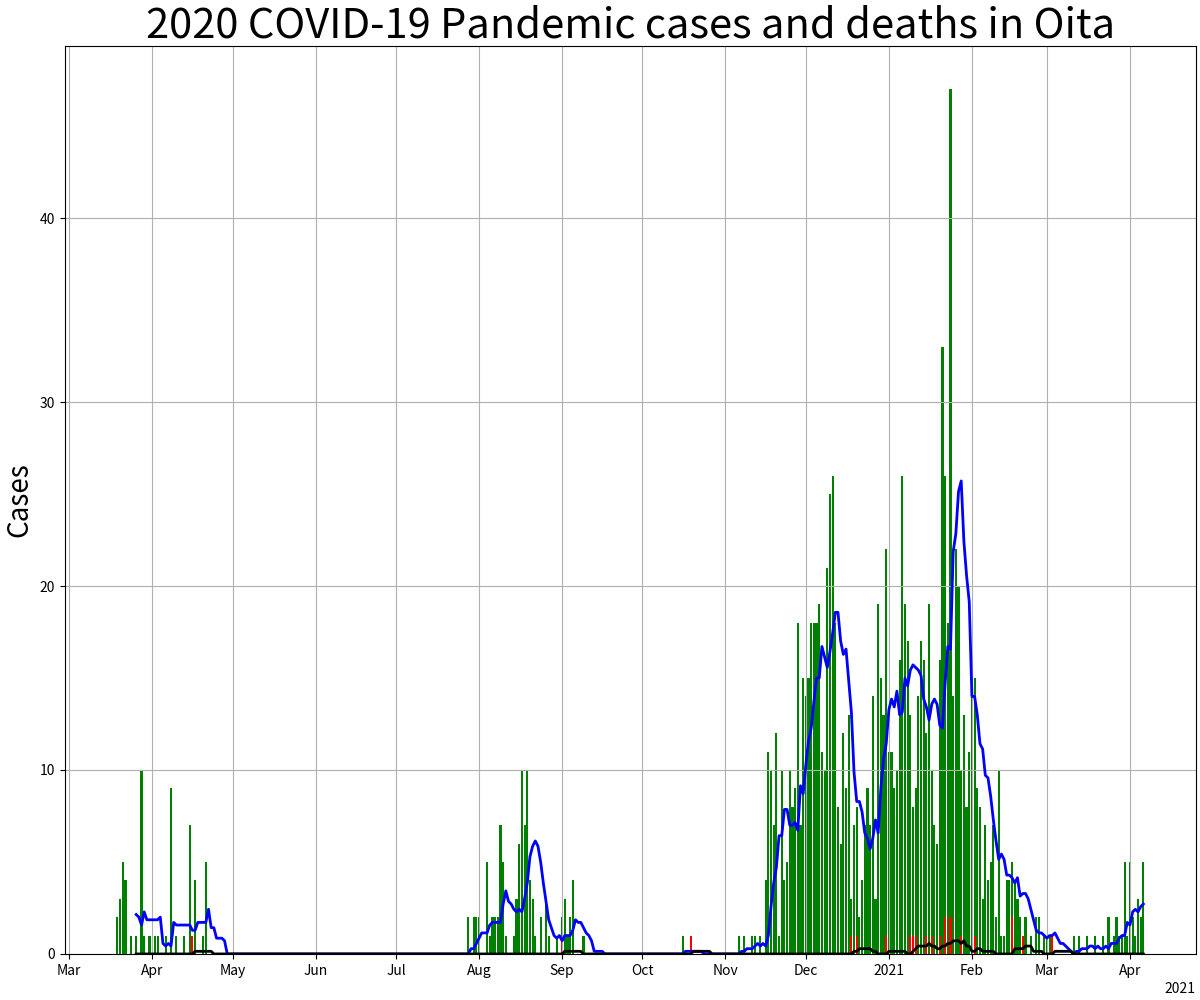 2020 COVID-19 Pandemic cases and deaths in Oita
Cases
40
30
20
10
0
Mar Apr May Jun Jul Aug Sep Oct Nov Dec 2021 Feb Mar Apr
2021